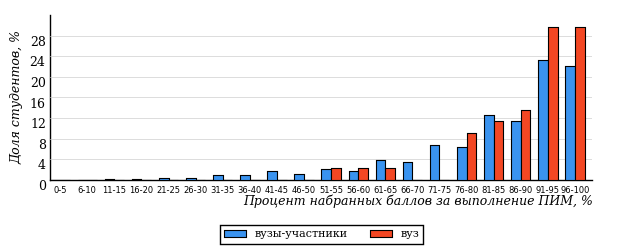 Доля студентов, %
28
24
20
16
12
8
4
0
0-5 6-10 11-15 16-20 21-25 26-30 31-35 36-40 41-45 46-50 51-55 56-60 61-65 66-70 71-75 76-80 81-85 86-90 91-95 96-100
Процент набранных баллов за выполнение ПИМ, %
вузы-участники вуз